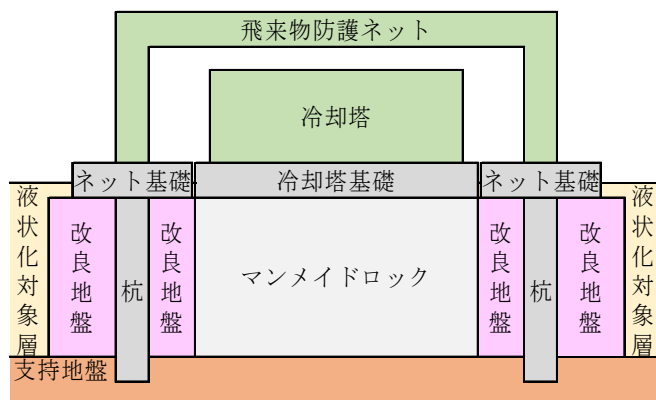 飛来物防護ネット
冷却塔
ネット基礎
冷却塔基礎
ネット基礎
液状化対象層
改良地盤
杭
改良地盤
マンメイドロック
改良地盤
杭
改良地盤
液状化対象層
支持地盤